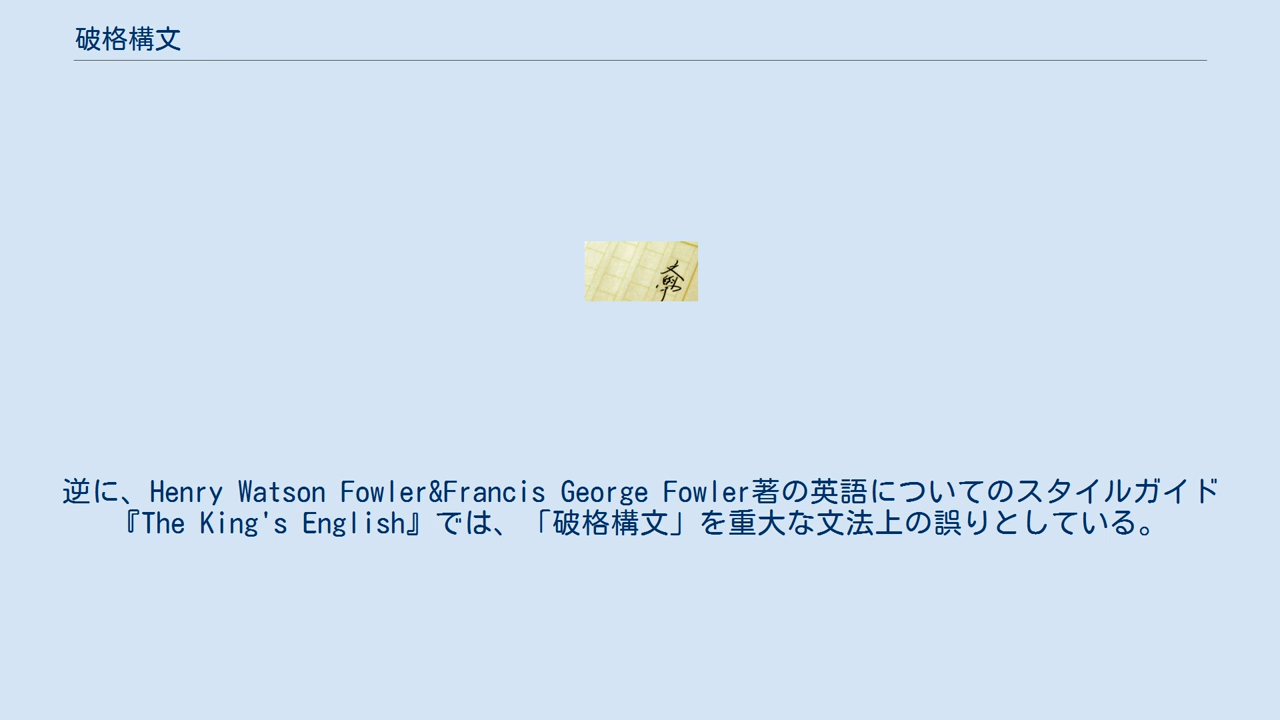 破格構文
逆に、Henry Watson Fowler&Francis George Fowler著の英語についてのスタイルガイド
『The King's English』では、「破格構文」を重大な文法上の誤りとしている。